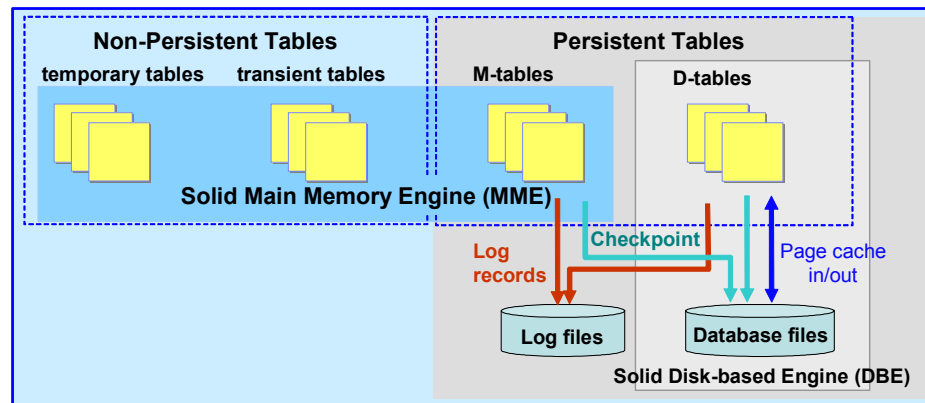 Non-Persistent Tables
Persistent Tables
temporary tables
transient tables
M-tables
D-tables
Solid Main Memory Engine (MME)
Log
records
Checkpoint
Page cache
in/out
Log files
Database files
Solid Disk-based Engine (DBE)